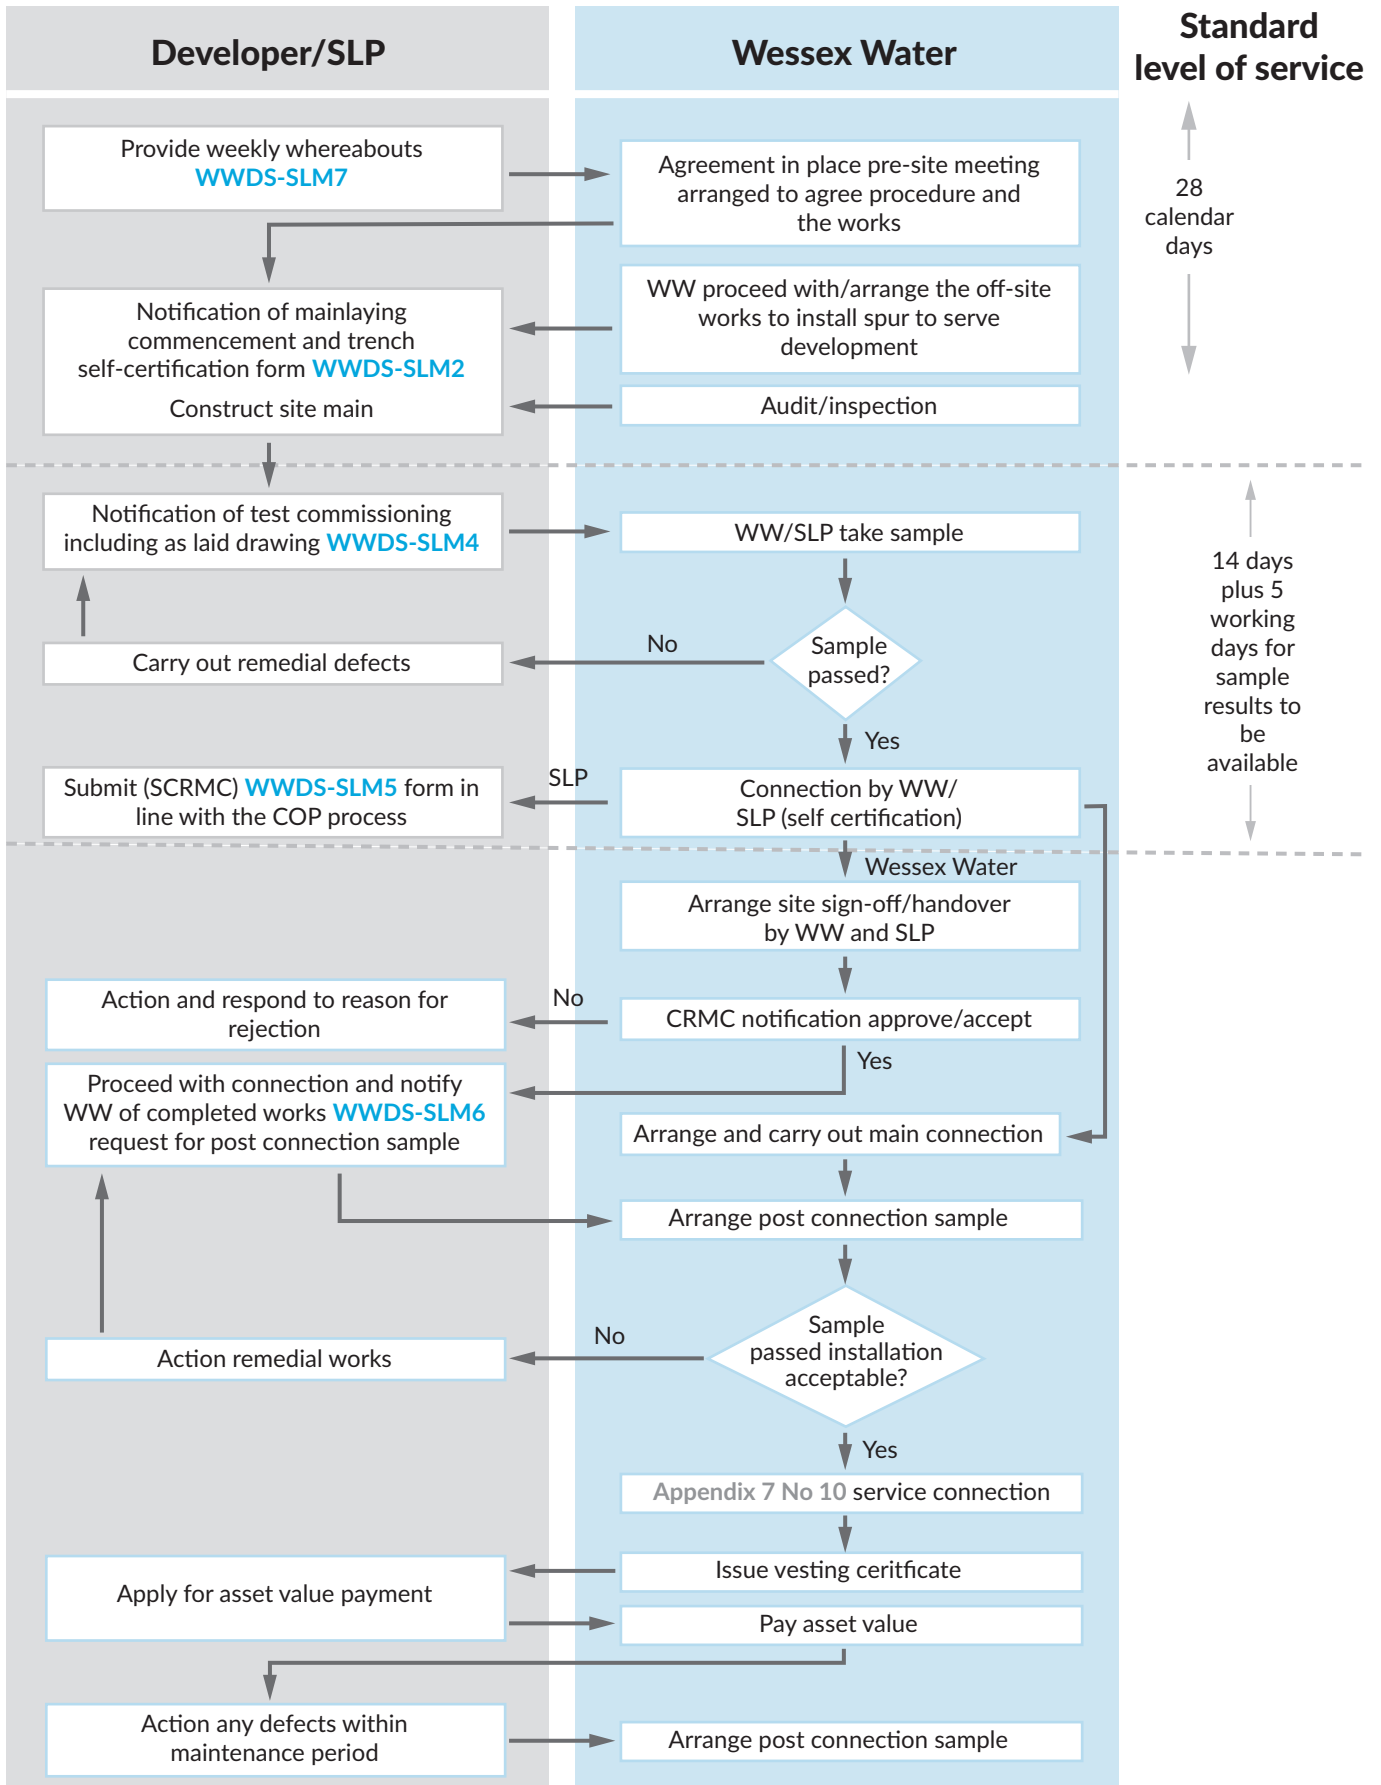 Developer/SLP
Wessex Water
Standard
level of service
Provide weekly whereabouts
WWDS-SLM7
Agreement in place pre-site meeting
arranged to agree procedure and
the works
28
calendar
days
WW proceed with/arrange the off-site
works to install spur to serve
development
Notification of mainlaying
commencement and trench
self-certification form WWDS-SLM2
Construct site main
Audit/inspection
Notification of test commissioning
including as laid drawing WWDS-SLM4
WW/SLP take sample
14 days
plus 5
working
days for
sample
results to
be
available
Sample
passed?
No
Carry out remedial defects
Yes
Connection by WW/
SLP (self certification)
SLP
Submit (SCRMC) WWDS-SLM5 form in
line with the COP process
Wessex Water
Arrange site sign-off/handover
by WW and SLP
CRMC notification approve/accept
No
Action and respond to reason for
rejection
Yes
Proceed with connection and notify
WW of completed works WWDS-SLM6
request for post connection sample
Arrange and carry out main connection
Arrange post connection sample
Sample
passed installation
acceptable?
No
Action remedial works
Yes
Appendix 7 No 10 service connection
Issue vesting ceritfcate
Apply for asset value payment
Pay asset value
Action any defects within
maintenance period
Arrange post connection sample